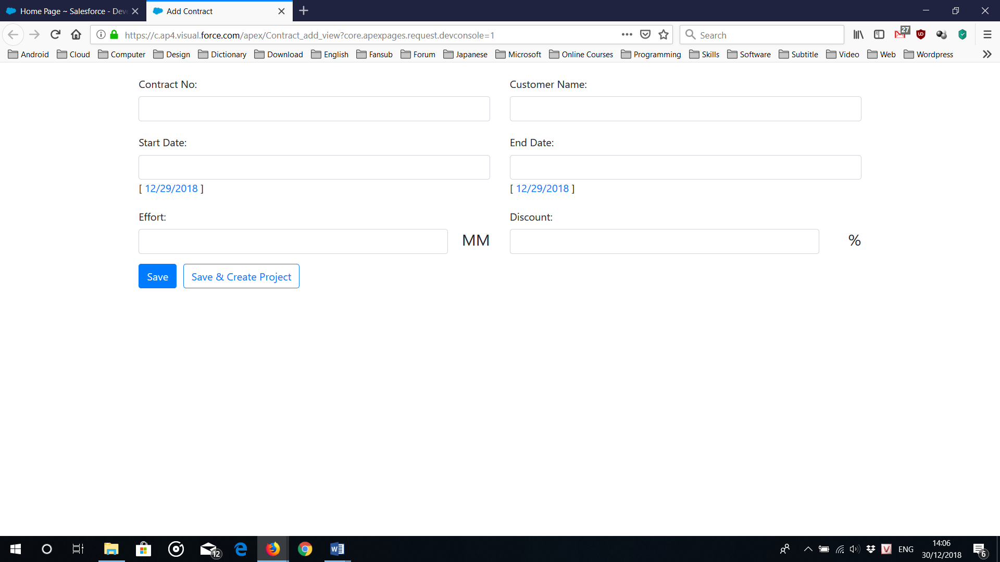 Home Page ~ Salesforce - Deve
Add Contract
https://c.ap4.visual.force.com/apex/Contract_add_view?core.apexpages.request.devconsole=1
Search
27
Android Cloud Computer Design Dictionary Download English Fansub Forum Japanese Microsoft Online Courses Programming Skills Software Subtitle Video Web Wordpress
Contract No: Customer Name:
Start Date: End Date:
[ 12/29/2018 ] [ 12/29/2018 ]
Effort: Discount:
MM %
Save Save & Create Project
12
ENG
14:06
30/12/2018
6